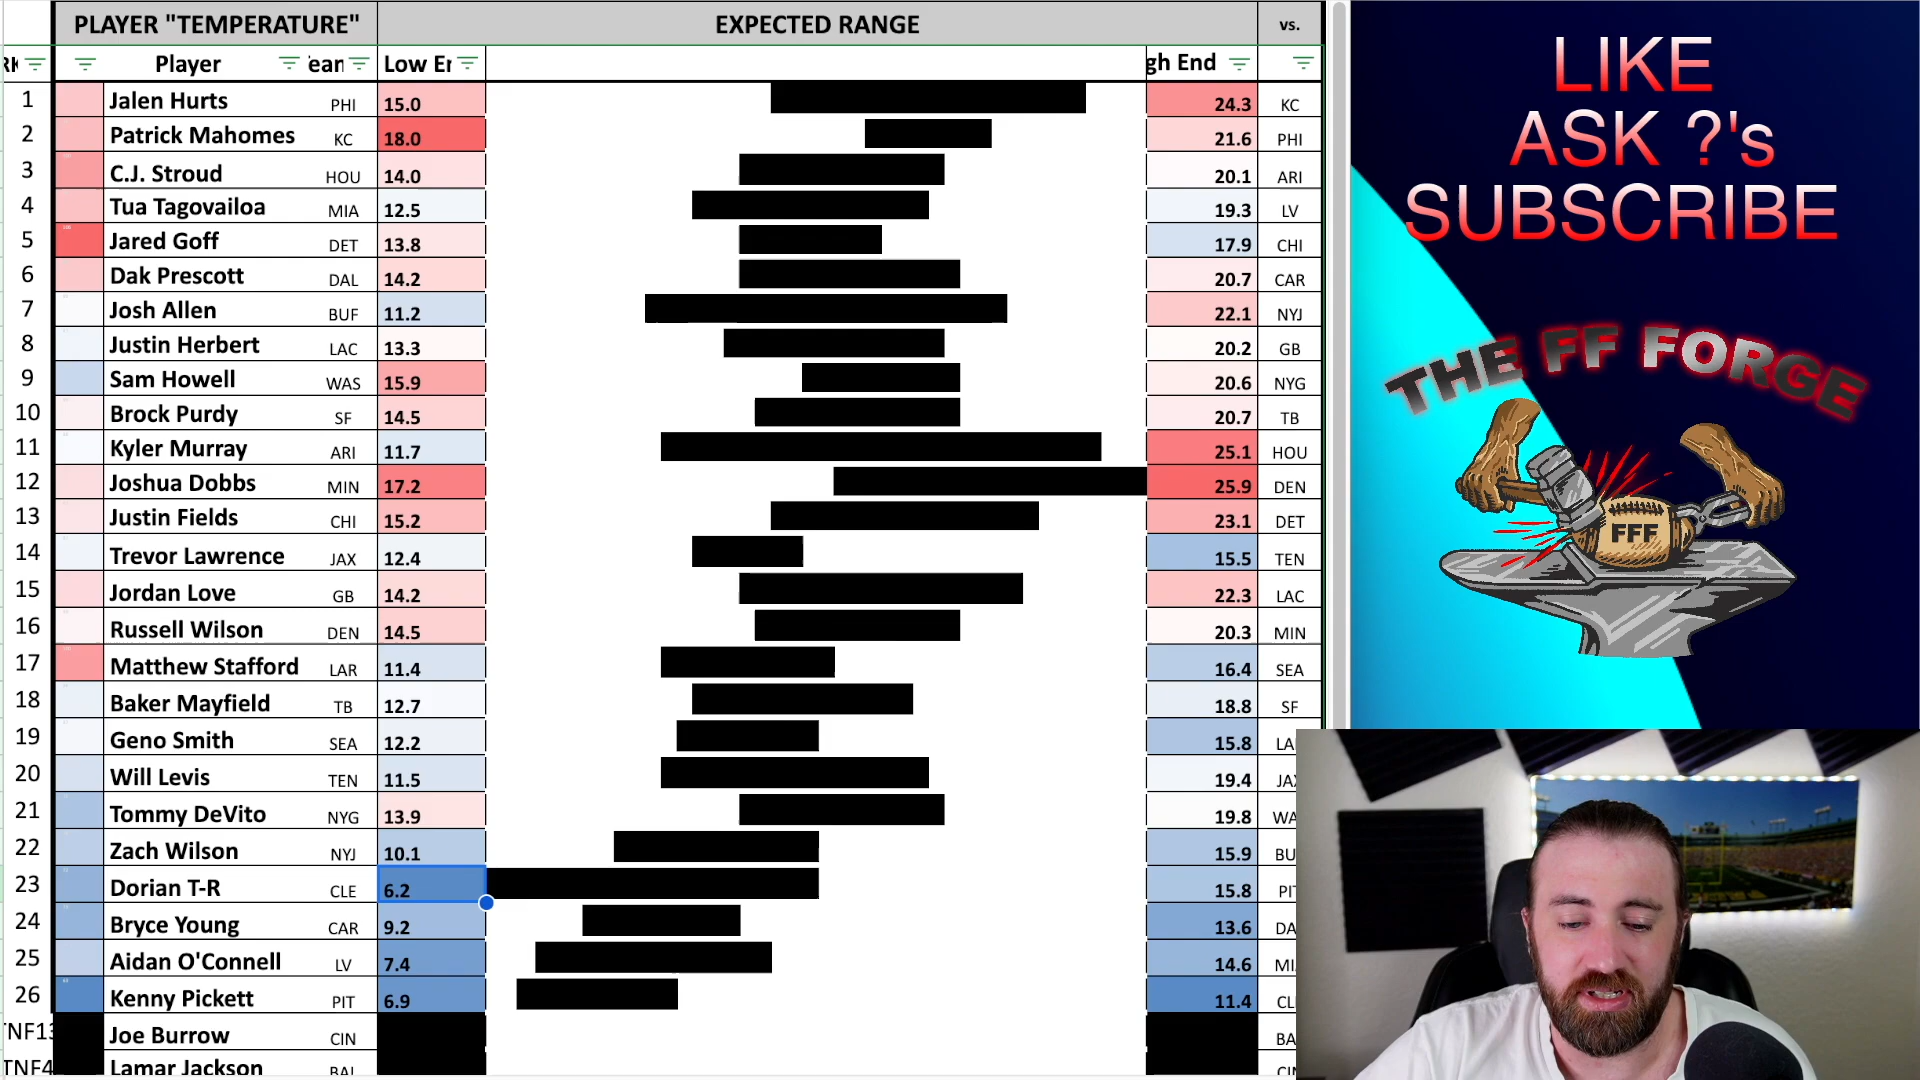 PLAYER "TEMPERATURE" EXPECTED RANGE vs.
Player Low gh End
1 Jalen Hurts PHI 15.0 24.3 KC
2 Patrick Mahomes KC 18.0 21.6 PHI
3 C.J. Stroud HOU 14.0 20.1 ARI
4 Tua Tagovailoa MIA 12.5 19.3 LV
5 Jared Goff DET 13.8 17.9 CHI
6 Dak Prescott DAL 14.2 20.7 CAR
7 Josh Allen BUF 11.2 22.1 NYJ
8 Justin Herbert LAC 13.3 20.2 GB
9 Sam Howell WAS 15.9 20.6 NYG
10 Brock Purdy SF 14.5 20.7 TB
11 Kyler Murray ARI 11.7 25.1 HOU
12 Joshua Dobbs MIN 17.2 25.9 DEN
13 Justin Fields CHI 15.2 23.1 DET
14 Trevor Lawrence JAX 12.4 15.5 TEN
15 Jordan Love GB 14.2 22.3 LAC
16 Russell Wilson DEN 14.5 20.3 MIN
17 Matthew Stafford LAR 11.4 16.4 SEA
18 Baker Mayfield TB 12.7 18.8 SF
19 Geno Smith SEA 12.2 15.8 LA
20 Will Levis TEN 11.5 19.4 JAX
21 Tommy DeVito NYG 13.9 19.8 WA
22 Zach Wilson NYJ 10.1 15.9 BU
23 Dorian T-R CLE 6.2 15.8 PIT
24 Bryce Young CAR 9.2 13.6 DA
25 Aidan O'Connell LV 7.4 14.6 MI
26 Kenny Pickett PIT 6.9 11.4 CL
Joe Burrow CIN BA
TNF4 Lamar Jackson BAL CIN
LIKE
ASK ?'s
SUBSCRIBE
THE FF FORGE
FFF